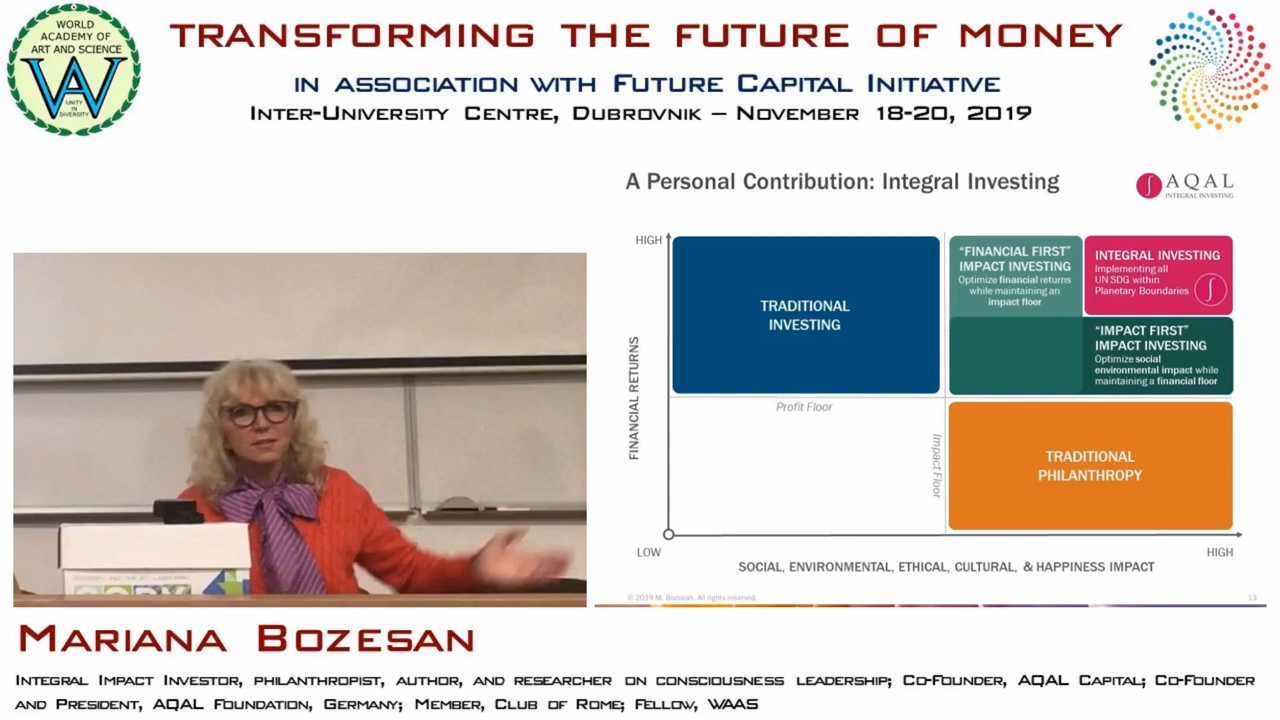 WORLD
ACADEMY OF
ART AND SCIENCE
WA
UNITY
IN
DIVERSITY
TRANSFORMING THE FUTURE OF MONEY
IN ASSOCIATION WITH FUTURE CAPITAL INITIATIVE
INTER-UNIVERSITY CENTRE, DUBROVNIK – NOVEMBER 18-20, 2019
A Personal Contribution: Integral Investing
AQAL
INTEGRAL INVESTING
HIGH
FINANCIAL RETURNS
TRADITIONAL
INVESTING
"FINANCIAL FIRST"
IMPACT INVESTING
Optimize financial returns
while maintaining an
impact floor
INTEGRAL INVESTING
Implementing all
UN SDG within
Planetary Boundaries
"IMPACT FIRST"
IMPACT INVESTING
Optimize social
environmental impact while
maintaining a financial floor
Profit Floor
Impact Floor
TRADITIONAL
PHILANTHROPY
LOW
HIGH
SOCIAL, ENVIRONMENTAL, ETHICAL, CULTURAL, & HAPPINESS IMPACT
© 2019 M. Bozesan. All rights reserved.
13
MARIANA BOZESAN
INTEGRAL IMPACT INVESTOR, PHILANTHROPIST, AUTHOR, AND RESEARCHER ON CONSCIOUSNESS LEADERSHIP; CO-FOUNDER, AQAL CAPITAL; CO-FOUNDER
AND PRESIDENT, AQAL FOUNDATION, GERMANY; MEMBER, CLUB OF ROME; FELLOW, WAAS